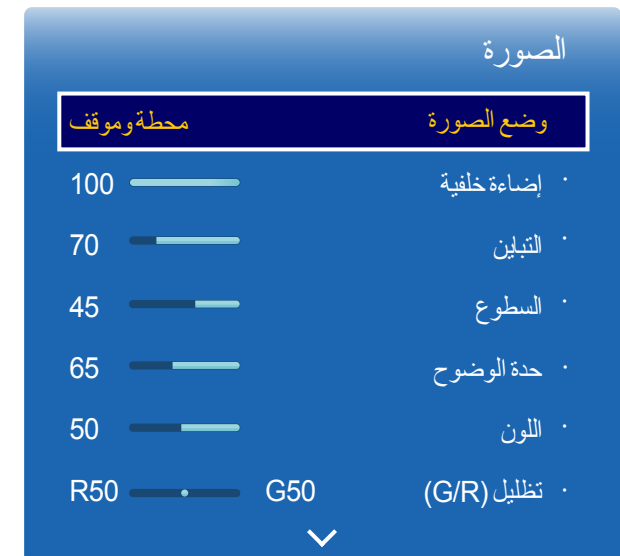 الصورة
وضع الصورة محطة وموقف
· إضاءة خلفية 100
· التباين 70
· السطوع 45
· حدة الوضوح 65
· اللون 50
· تظليل (G/R) G50 R50